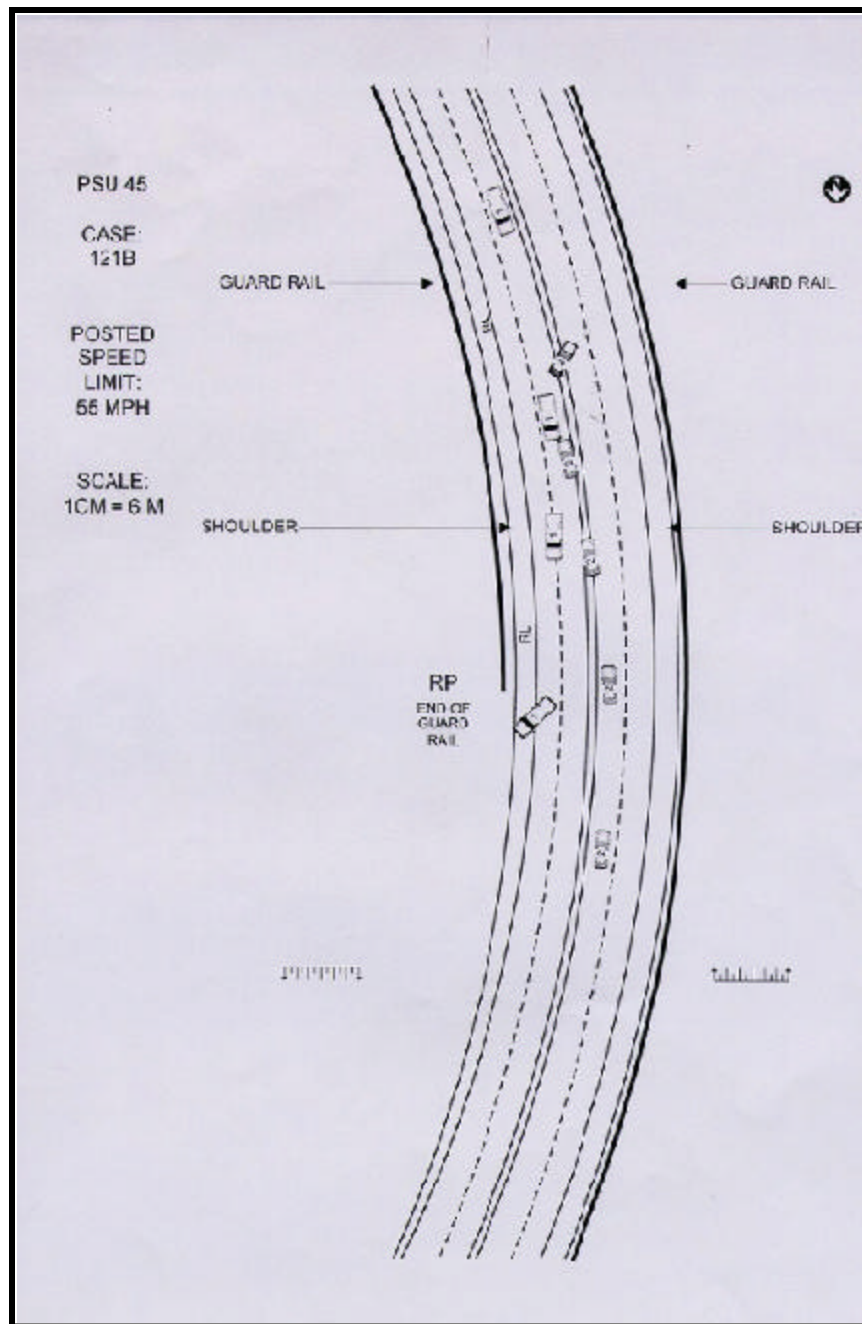 PSU 45
CASE:
121B
GUARD RAIL
GUARD RAIL
POSTED
SPEED
LIMIT:
55 MPH
SCALE:
1CM = 6 M
SHOULDER
SHOULDER
RL
RP
END OF
GUARD
RAIL